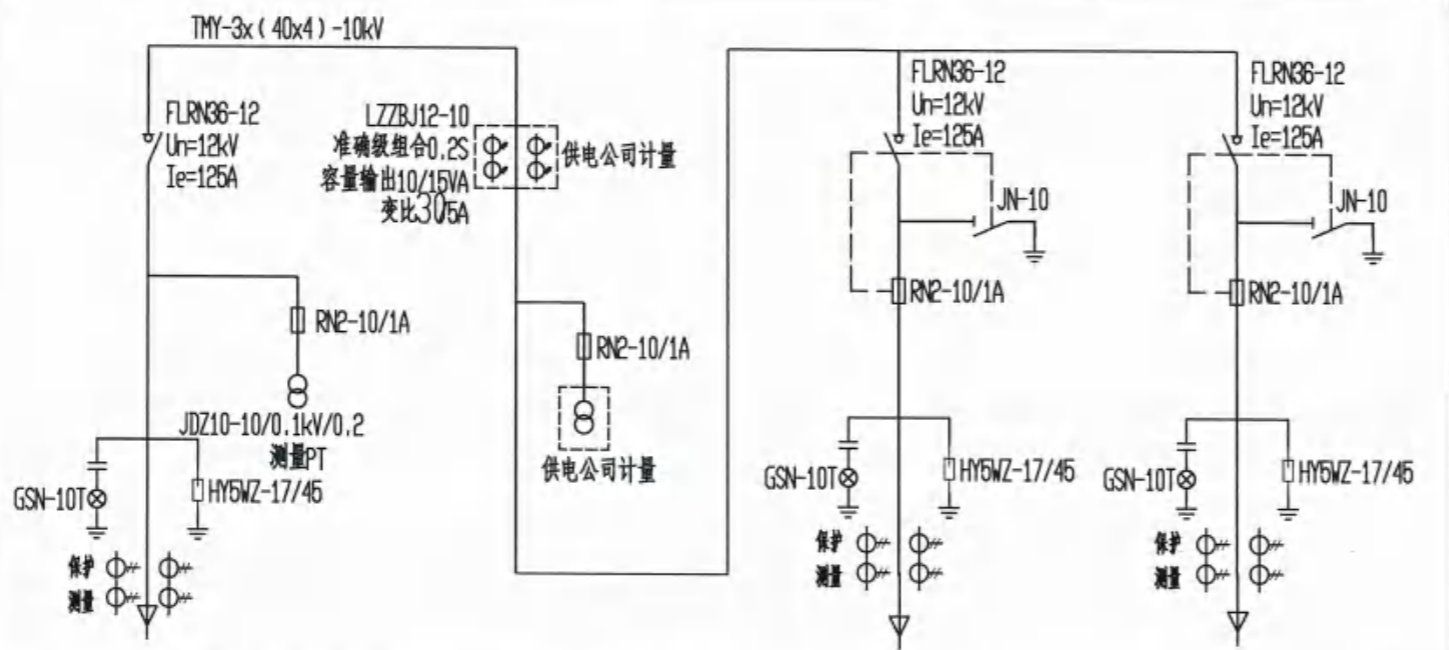 TMY-3x(40x4)-10kV
FLRN36-12
Un=12kV
Ie=125A
LZZBJ12-10
准确级组合0.2S
容量输出10/15VA
变比30/5A
供电公司计量
RN2-10/1A
JDZ10-10/0.1kV/0.2
测量PT
GSN-10T
HY5WZ-17/45
保护
测量
RN2-10/1A
供电公司计量
FLRN36-12
Un=12kV
Ie=125A
JN-10
RN2-10/1A
GSN-10T
HY5WZ-17/45
保护
测量
FLRN36-12
Un=12kV
Ie=125A
JN-10
RN2-10/1A
GSN-10T
HY5WZ-17/45
保护
测量